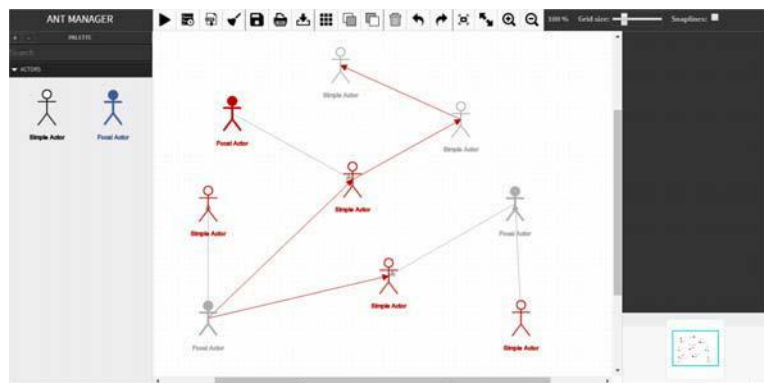 ANT MANAGER
100 %
Grid size:
Snaplines:
+ -
PALETTE
Search
ACTORS
Simple Actor
Focal Actor
Simple Actor
Focal Actor
Simple Actor
Simple Actor
Simple Actor
Focal Actor
Simple Actor
Focal Actor
Simple Actor